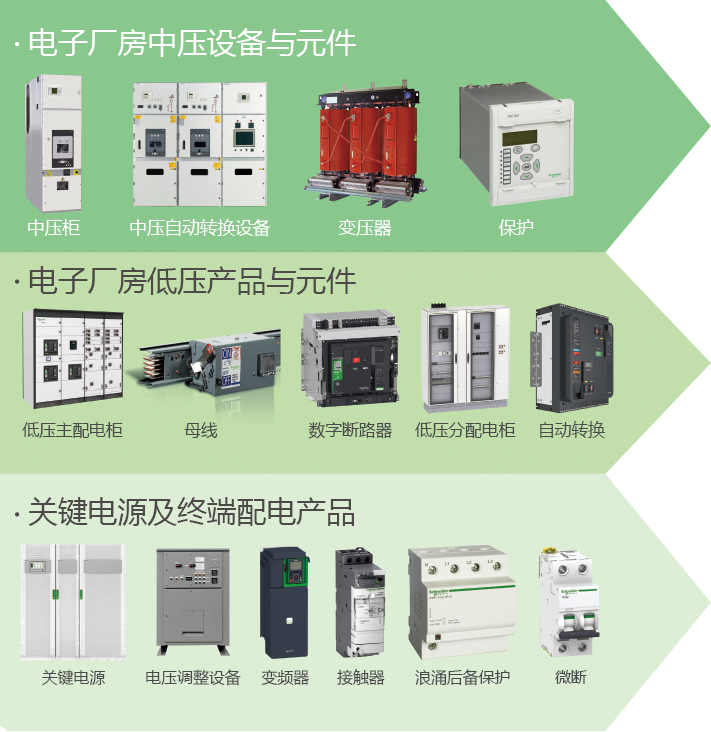 · 电子厂房中压设备与元件
中压柜
中压自动转换设备
变压器
保护
· 电子厂房低压产品与元件
低压主配电柜
母线
数字断路器
低压分配电柜
自动转换
· 关键电源及终端配电产品
N L1 L2 L3
Schneider
关键电源
电压调整设备
变频器
接触器
浪涌后备保护
微断